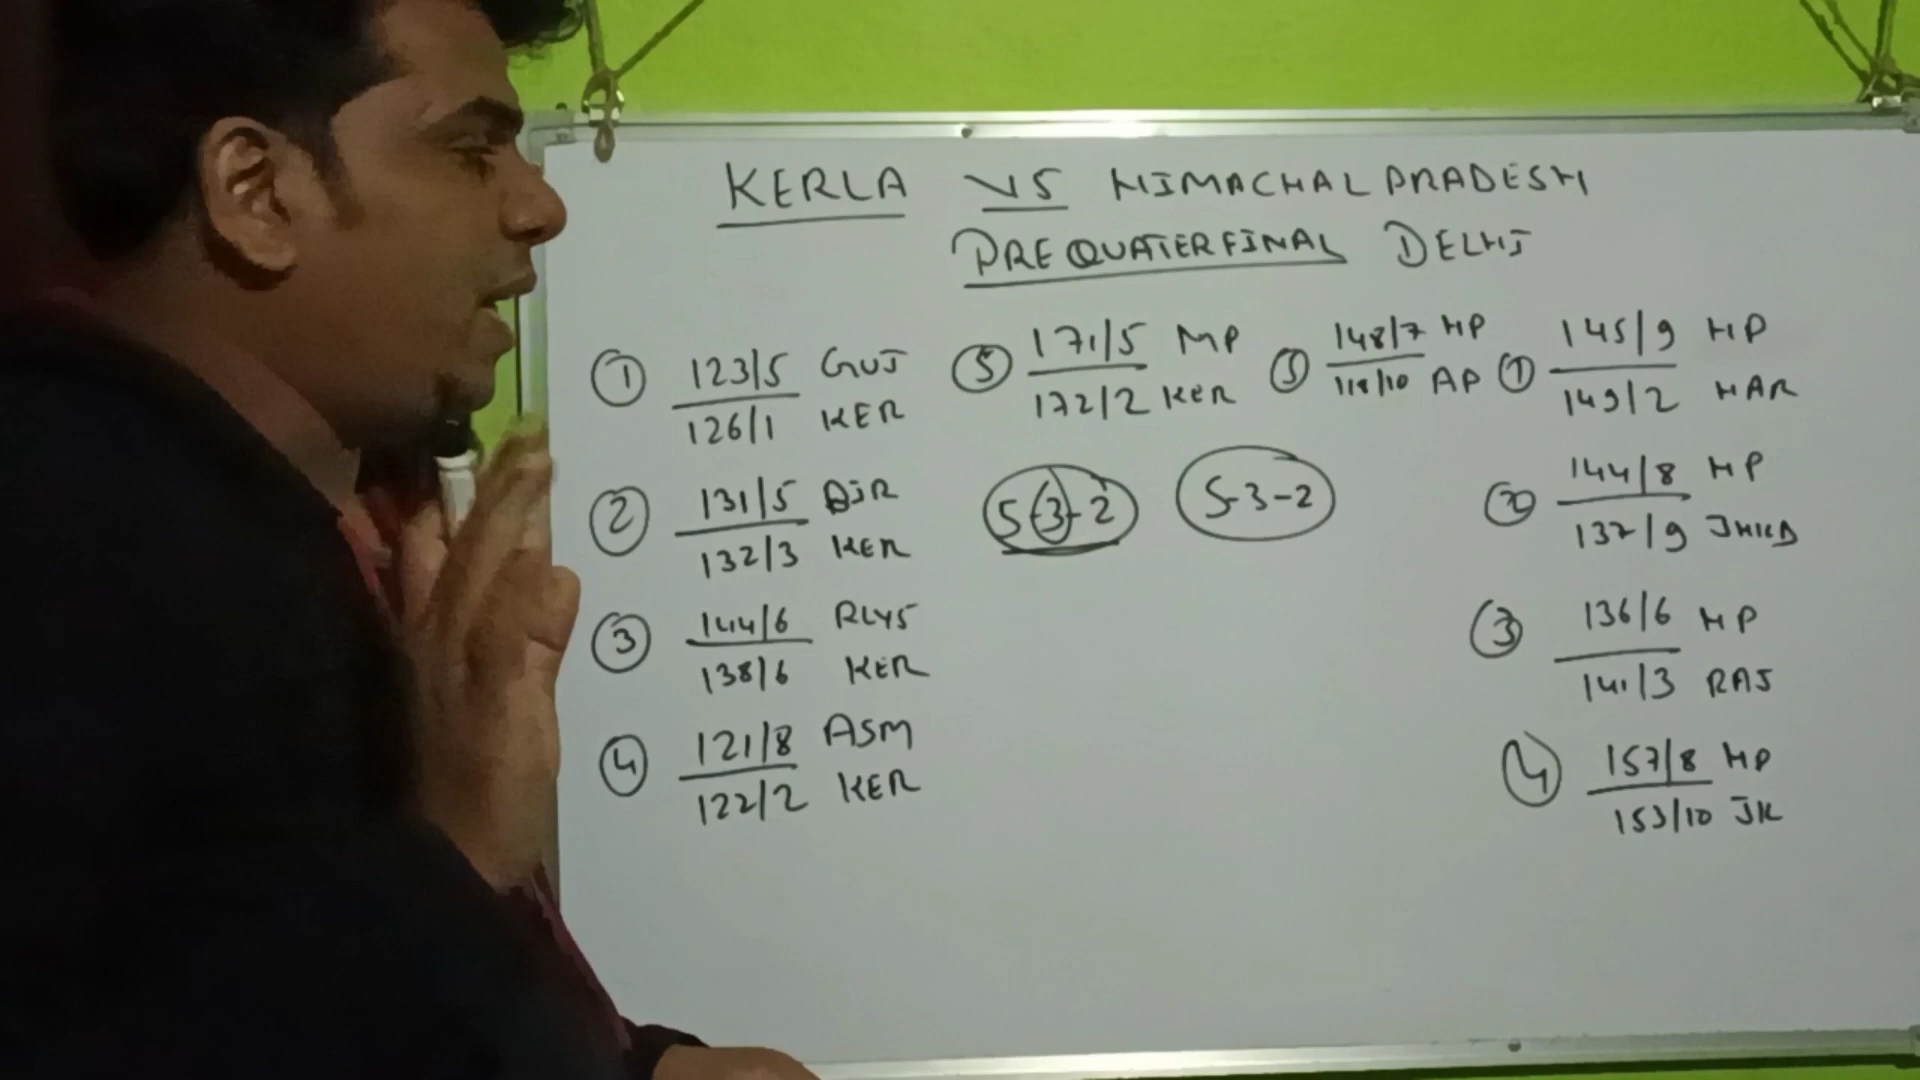 KERLA VS HIMACHAL PRADESH
PREQUATERFINAL DELHI
1 123/5 GUJ
126/1 KER
2 131/5 BJR
132/3 KER
3 144/6 RLYS
138/6 KER
4 121/8 ASM
122/2 KER
5 171/5 MP
172/2 KER
5-3-2
5 148/7 HP
118/10 AP
5-3-2
1 145/9 HP
149/2 HAR
2 144/8 HP
137/9 JHKD
3 136/6 HP
141/3 RAJ
4 157/8 HP
153/10 JK